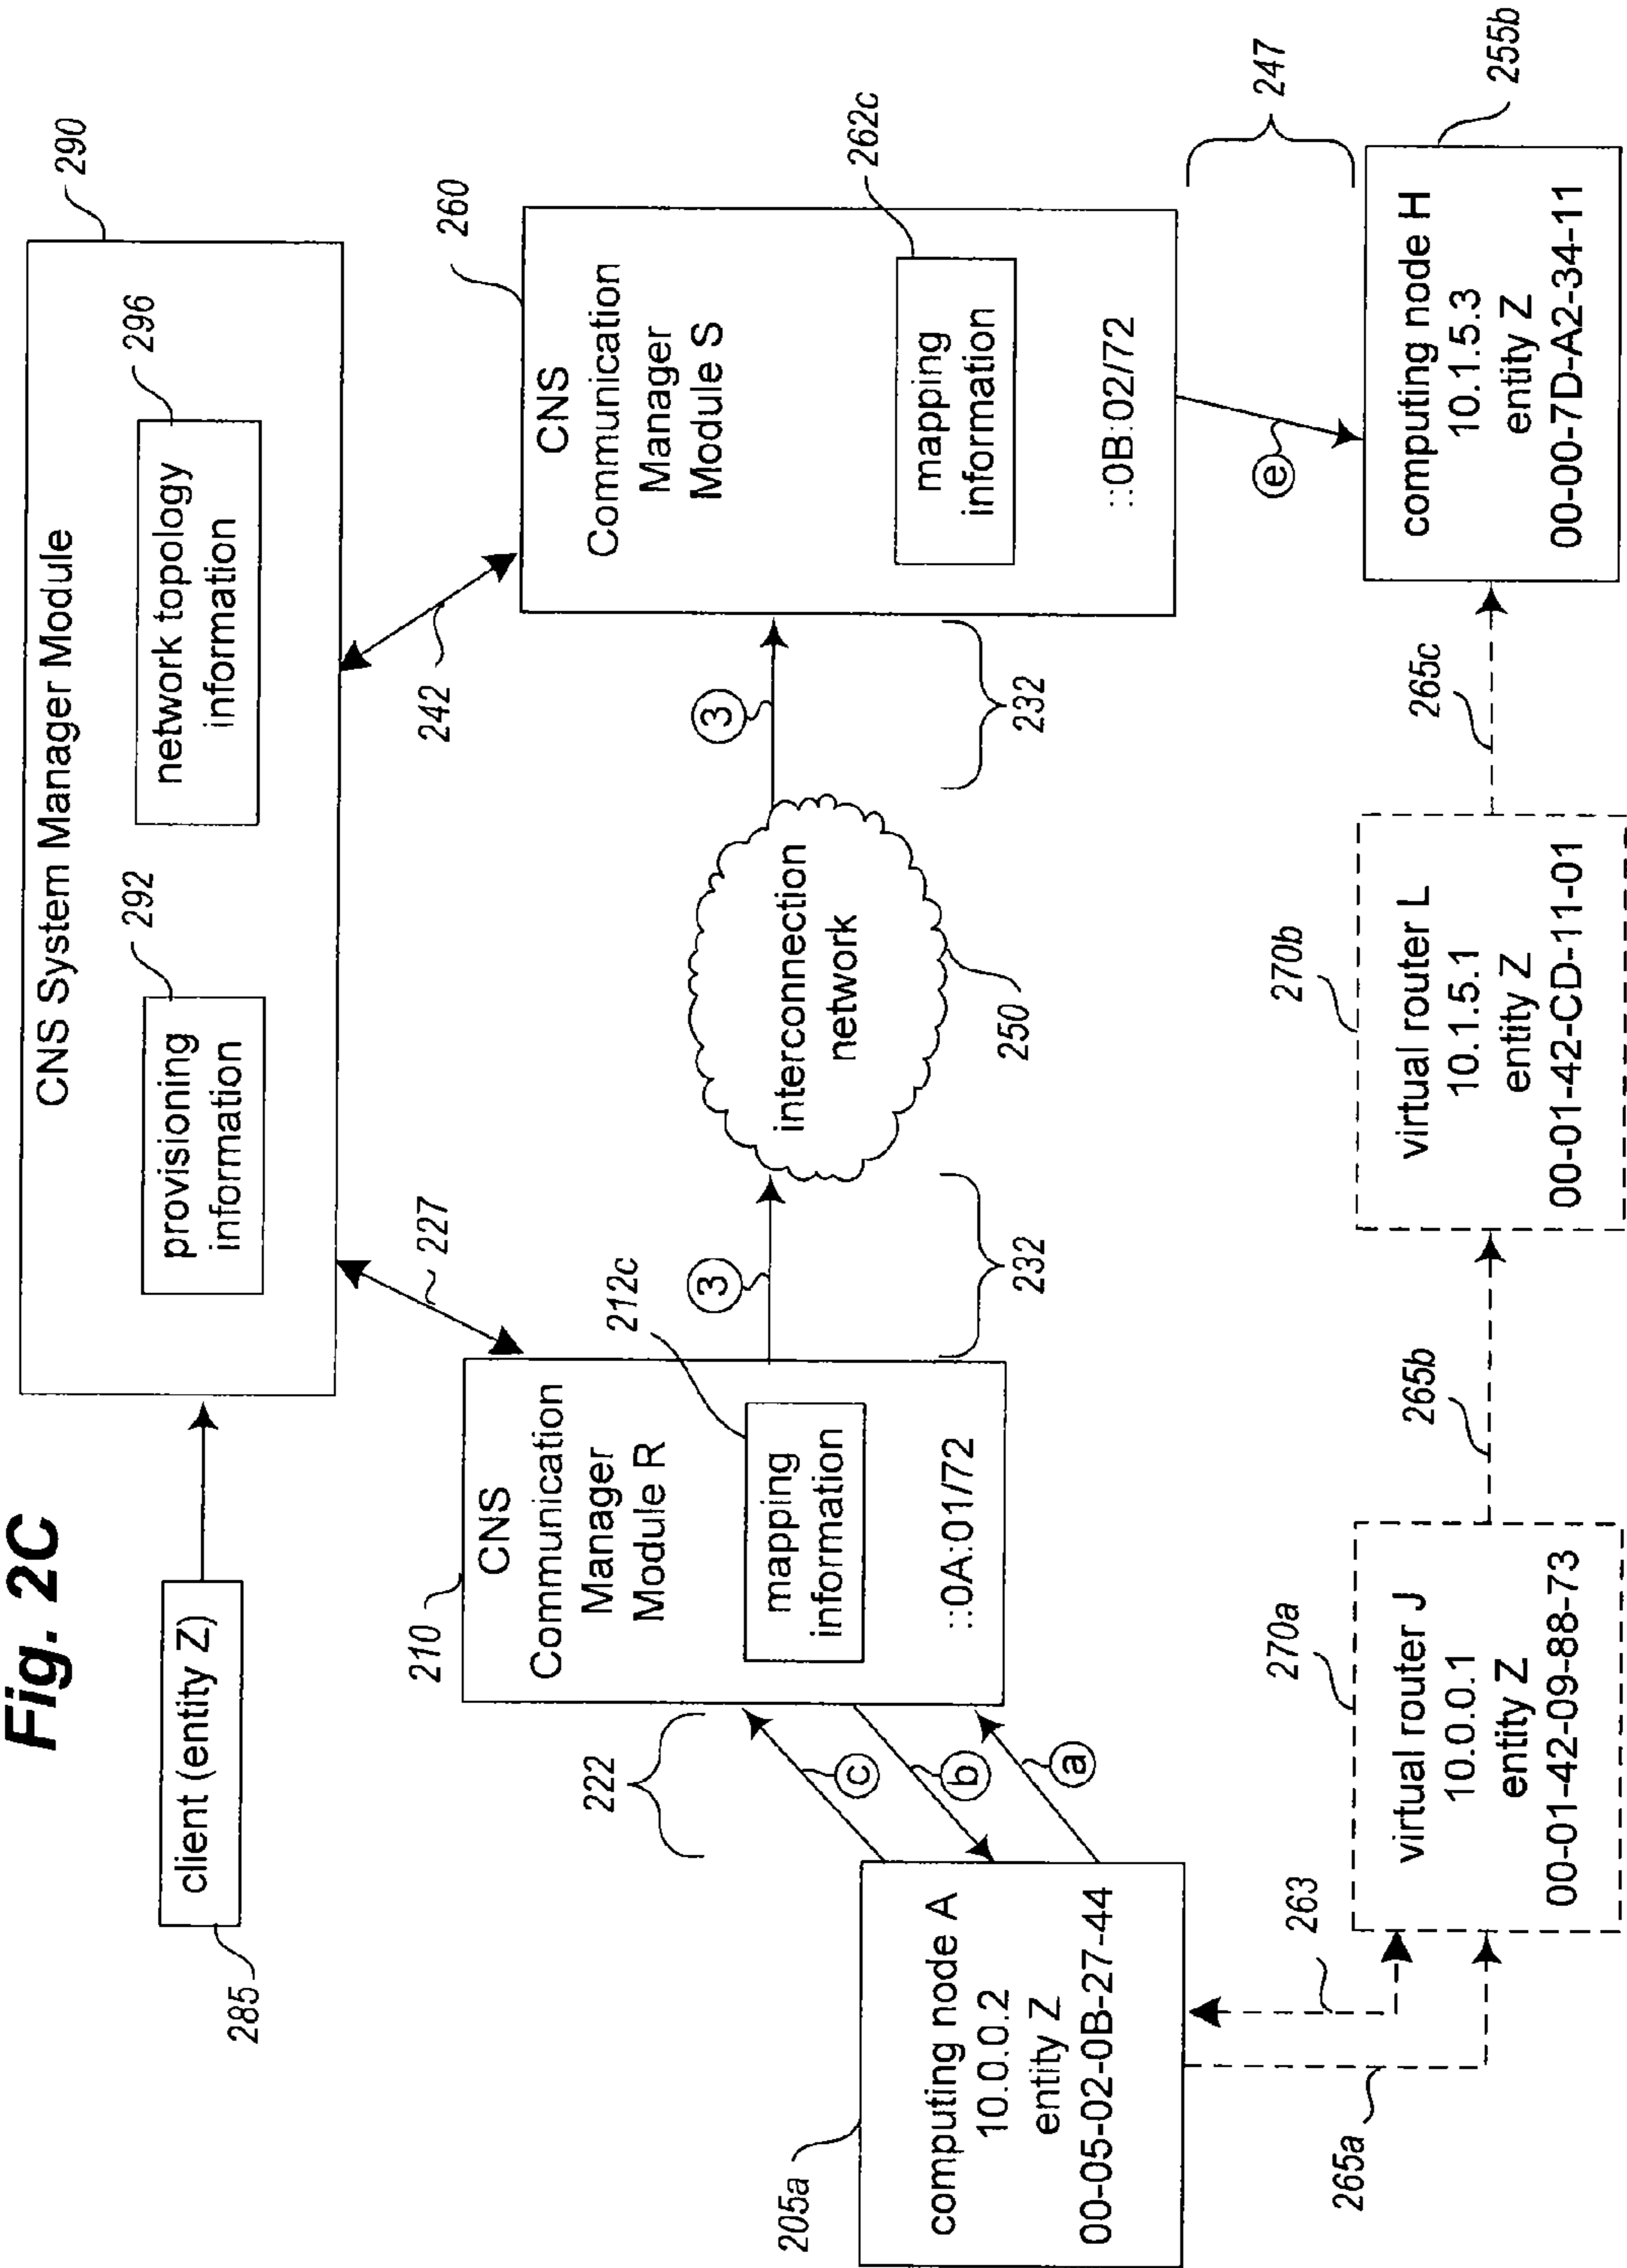 Fig. 2C
CNS System Manager Module
290
provisioning
information
292
network topology
information
296
client (entity Z)
285
227
242
210
CNS
Communication
Manager
Module R
212c
mapping
information
::0A:01/72
3
232
interconnection
network
250
3
232
260
CNS
Communication
Manager
Module S
262c
mapping
information
::0B:02/72
222
c
b
a
e
247
205a
computing node A
10.0.0.2
entity Z
00-05-02-0B-27-44
263
265a
270a
virtual router J
10.0.0.1
entity Z
00-01-42-09-88-73
265b
270b
virtual router L
10.1.5.1
entity Z
00-01-42-CD-11-01
265c
255b
computing node H
10.1.5.3
entity Z
00-00-7D-A2-34-11